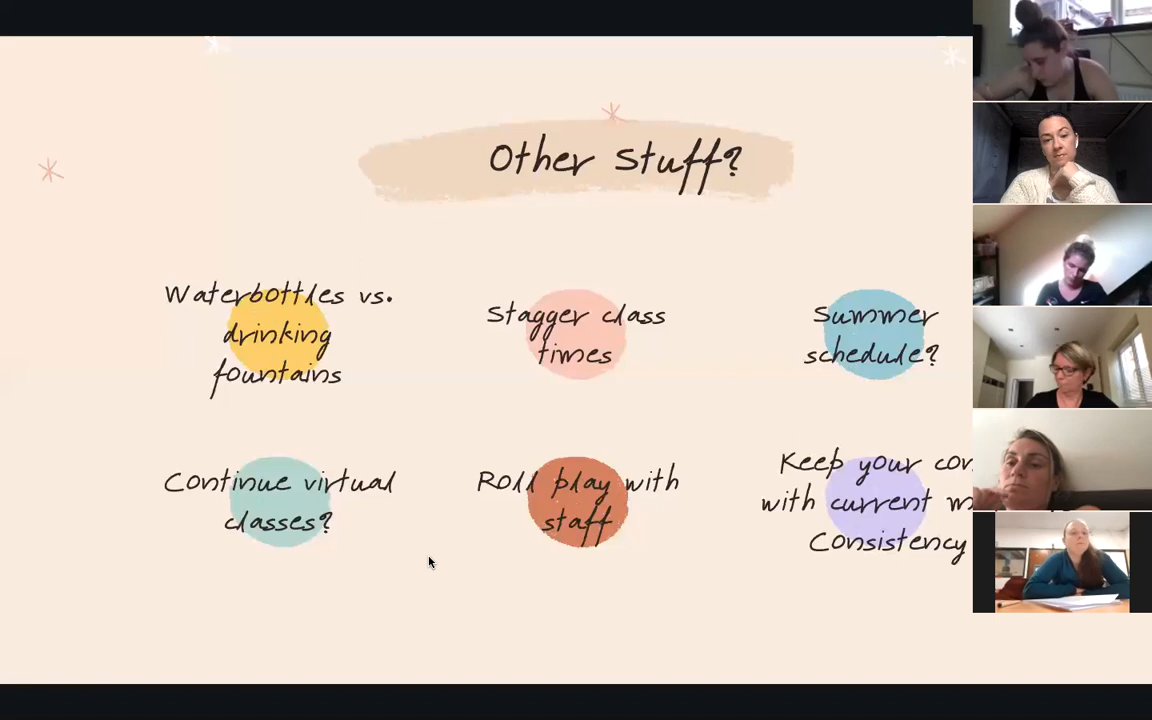 Other Stuff?
Waterbottles vs.
drinking
fountains
Stagger class
times
Summer
schedule?
Continue virtual
classes?
Roll play with
staff
Keep your
with current
Consistency